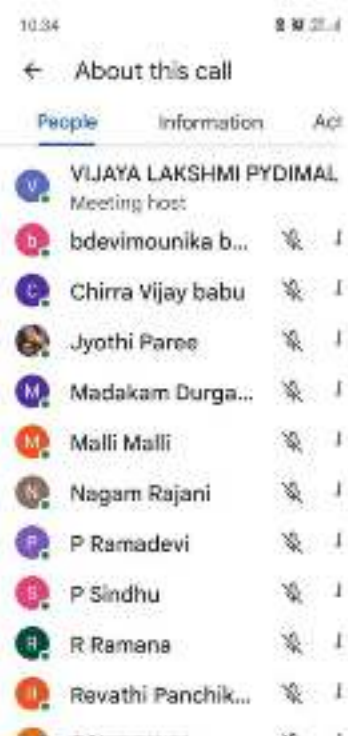 10:34
About this call
People Information Act
V VIJAYA LAKSHMI PYDIMAL
Meeting host
b bdevimounika b...
C Chirra Vijay babu
Jyothi Paree
M Madakam Durga...
M Malli Malli
N Nagam Rajani
P P Ramadevi
S P Sindhu
R R Ramana
R Revathi Panchik...